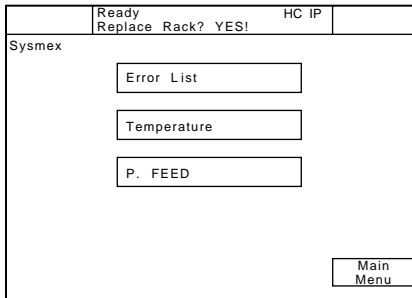 Ready HC IP
Replace Rack? YES!
Sysmex
Error List
Temperature
P. FEED
Main
Menu